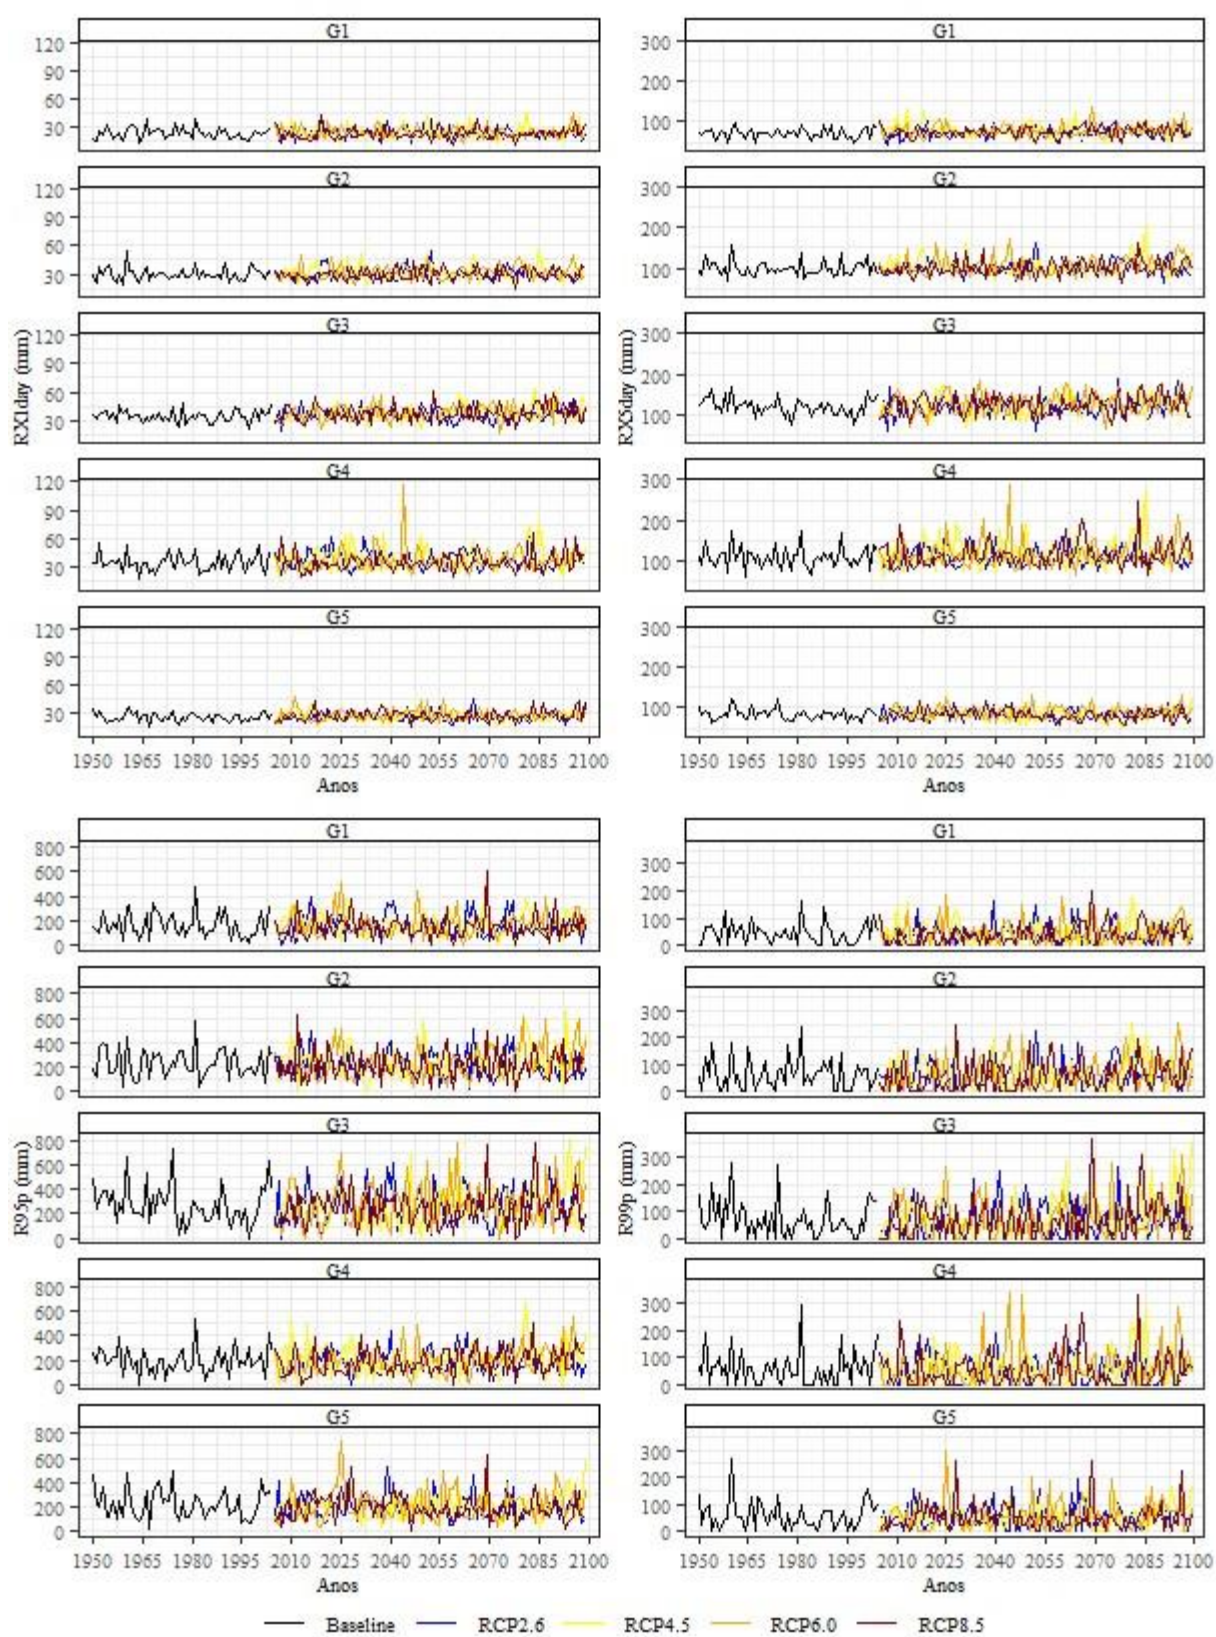 G1
120
90
60
30
G2
120
90
60
30
G3
120
90
60
30
G4
120
90
60
30
G5
120
90
60
30
RX1day (mm)
1950 1965 1980 1995 2010 2025 2040 2055 2070 2085 2100
Anos
G1
300
200
100
G2
300
200
100
G3
300
200
100
G4
300
200
100
G5
300
200
100
RX5day (mm)
1950 1965 1980 1995 2010 2025 2040 2055 2070 2085 2100
Anos
G1
800
600
400
200
0
G2
800
600
400
200
0
G3
800
600
400
200
0
G4
800
600
400
200
0
G5
800
600
400
200
0
R95p (mm)
1950 1965 1980 1995 2010 2025 2040 2055 2070 2085 2100
Anos
G1
300
200
100
0
G2
300
200
100
0
G3
300
200
100
0
G4
300
200
100
0
G5
300
200
100
0
R99p (mm)
1950 1965 1980 1995 2010 2025 2040 2055 2070 2085 2100
Anos
Baseline RCP2.6 RCP4.5 RCP6.0 RCP8.5